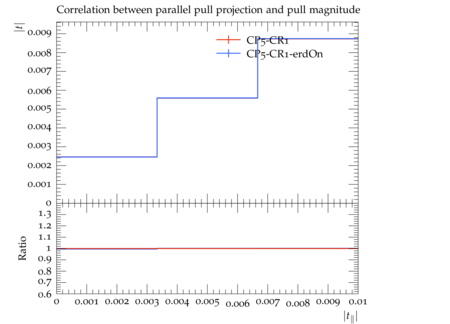 Correlation between parallel pull projection and pull magnitude
|t|
0.009
0.008
0.007
0.006
0.005
0.004
0.003
0.002
0.001
0
CP5-CR1
CP5-CR1-erdOn
Ratio
1.3
1.2
1.1
1
0.9
0.8
0.7
0.6
0 0.001 0.002 0.003 0.004 0.005 0.006 0.007 0.008 0.009 0.01
|t∥|